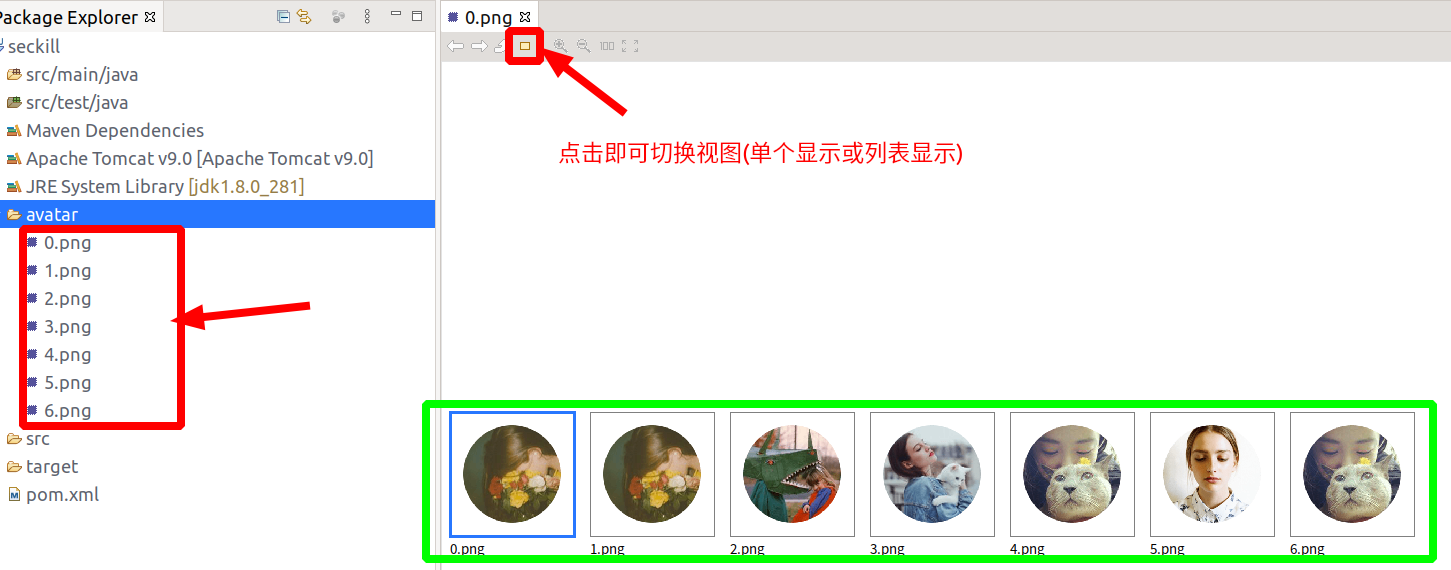 Package Explorer
seckill
src/main/java
src/test/java
Maven Dependencies
Apache Tomcat v9.0 [Apache Tomcat v9.0]
JRE System Library [jdk1.8.0_281]
avatar
0.png
1.png
2.png
3.png
4.png
5.png
6.png
src
target
pom.xml
0.png
100
点击即可切换视图(单个显示或列表显示)
0.png
1.png
2.png
3.png
4.png
5.png
6.png